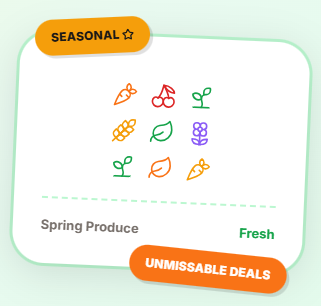 SEASONAL
Spring Produce
Fresh
UNMISSABLE DEALS